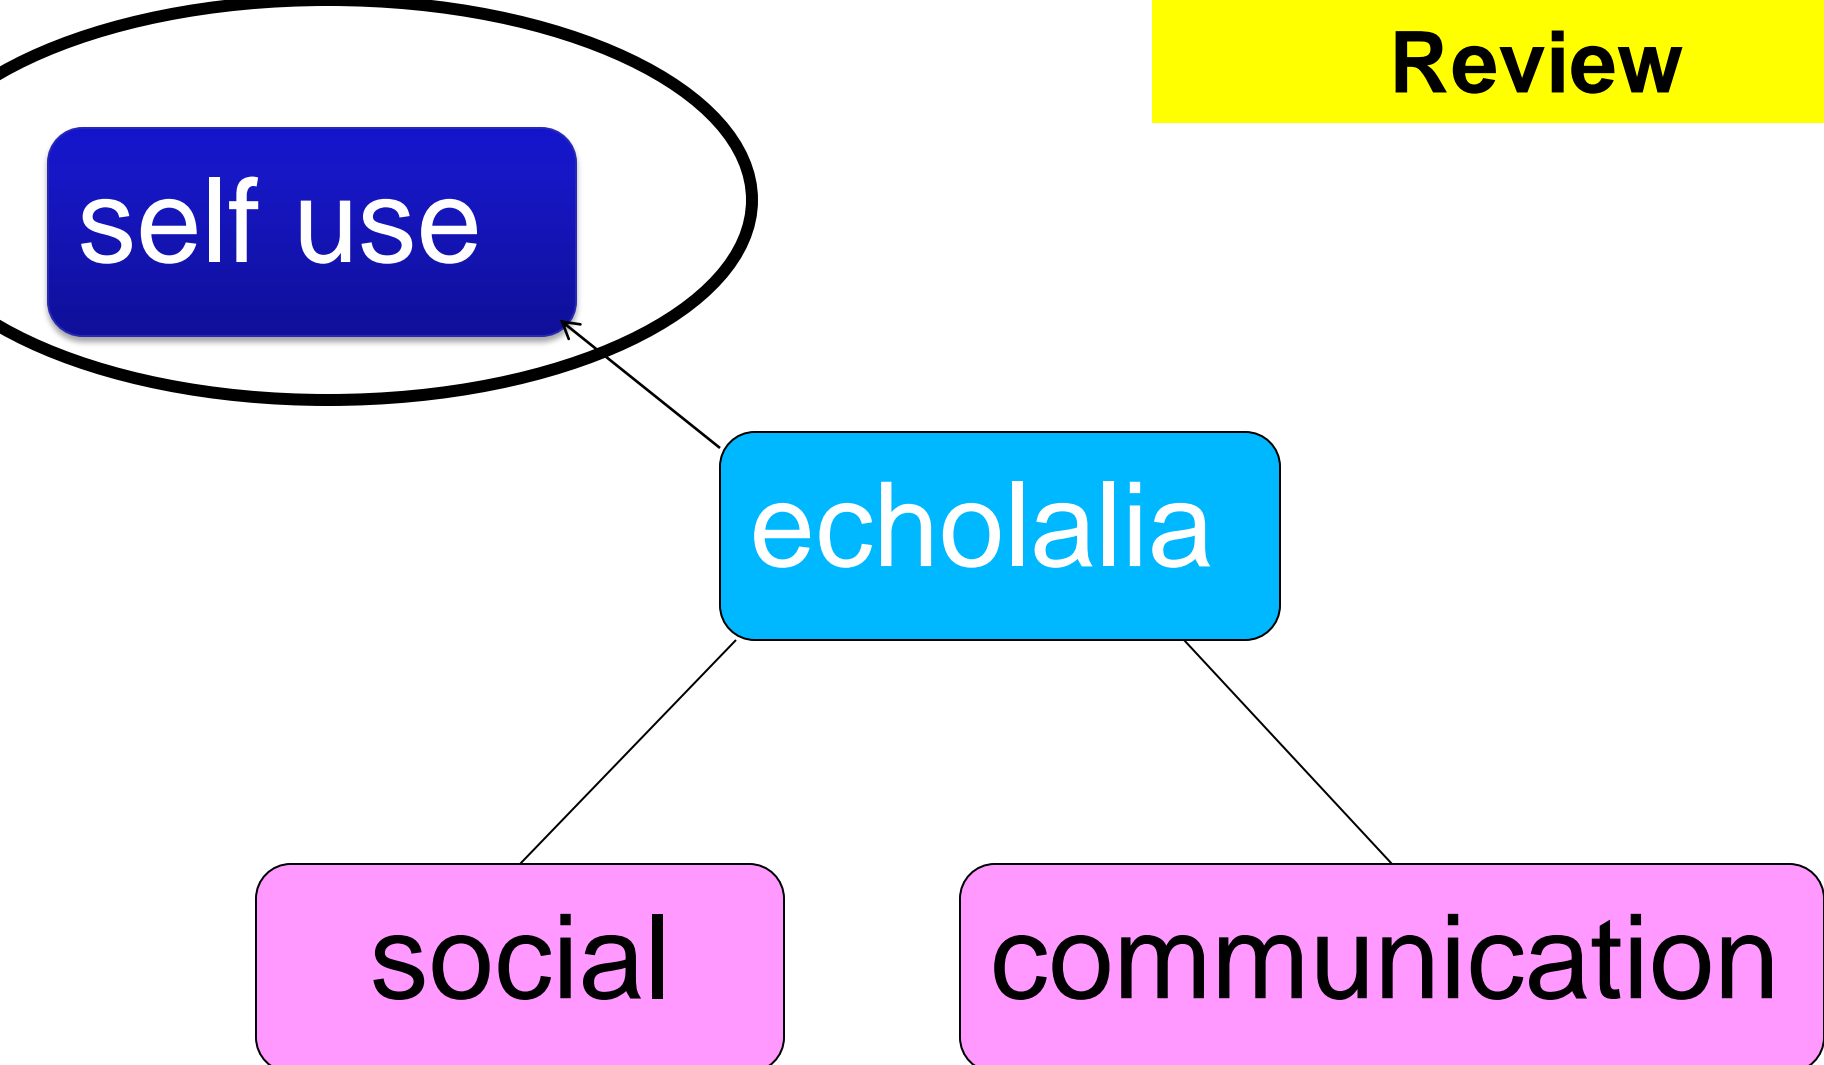 Review
self use
echolalia
social
communication